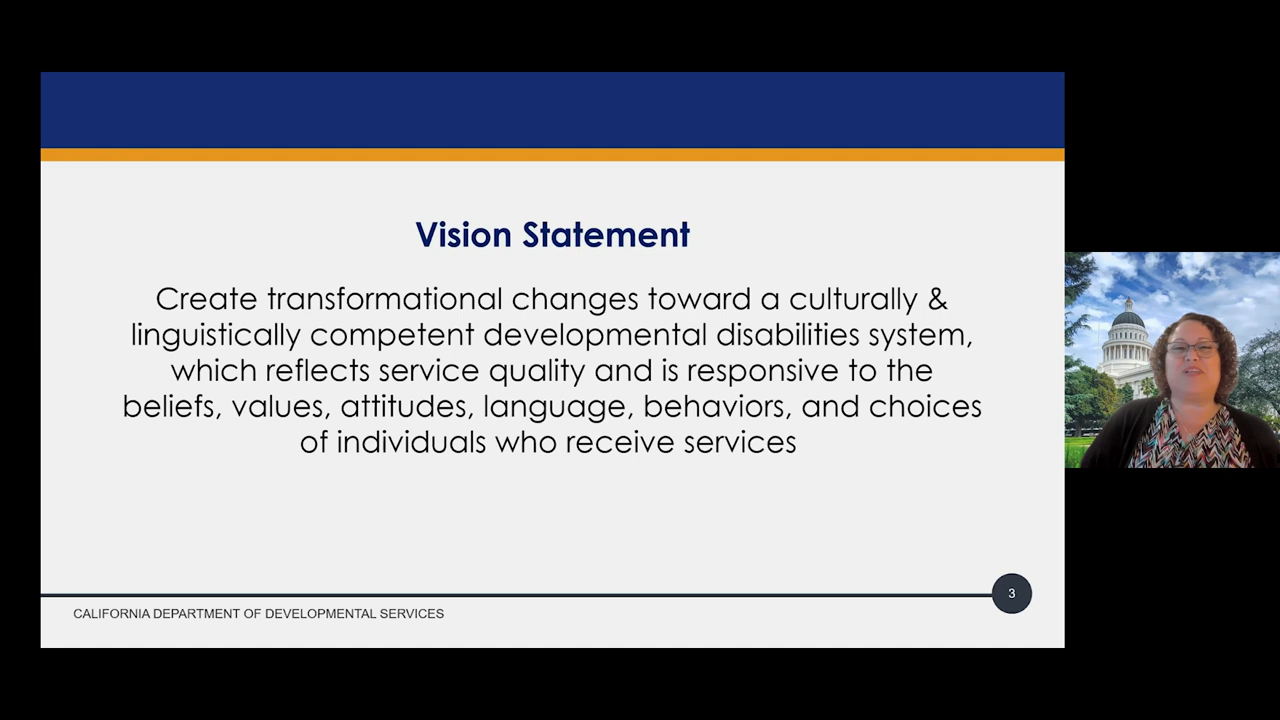 Vision Statement
Create transformational changes toward a culturally &
linguistically competent developmental disabilities system,
which reflects service quality and is responsive to the
beliefs, values, attitudes, language, behaviors, and choices
of individuals who receive services
3
CALIFORNIA DEPARTMENT OF DEVELOPMENTAL SERVICES